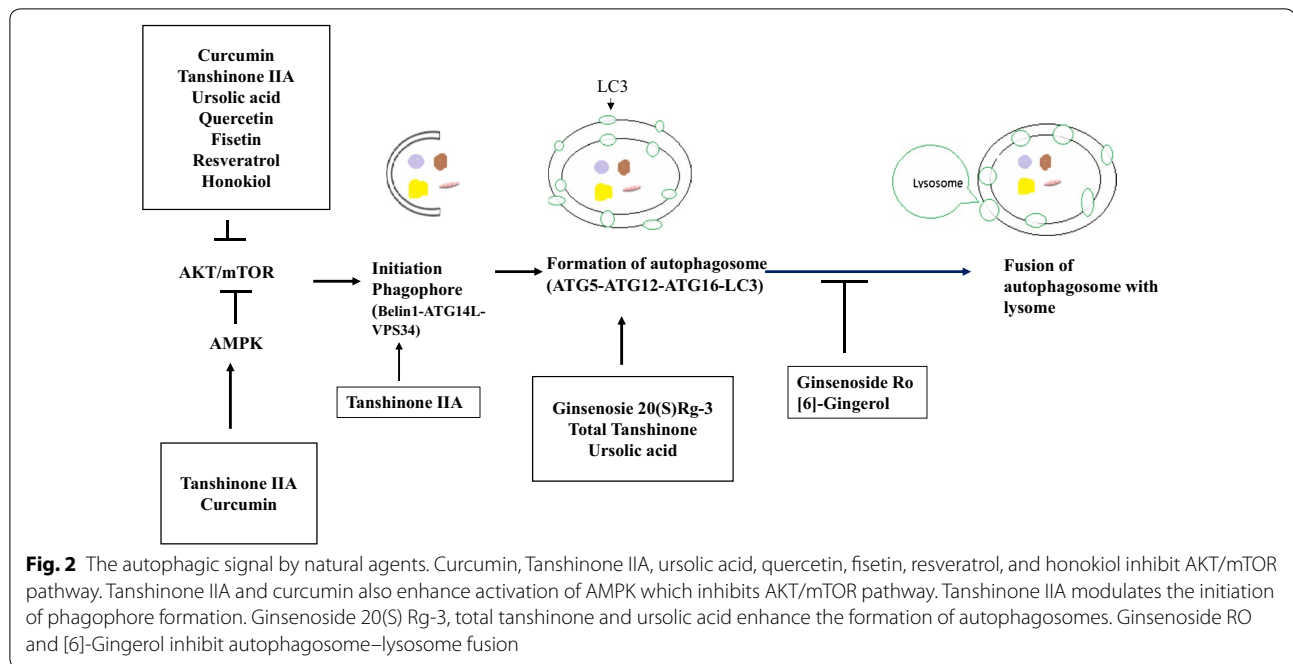 Curcumin
Tanshinone IIA
Ursolic acid
Quercetin
Fisetin
Resveratrol
Honokiol
LC3
Lysosome
AKT/mTOR
Initiation
Phagophore
(Belin1-ATG14L-
VPS34)
Formation of autophagosome
(ATG5-ATG12-ATG16-LC3)
Fusion of
autophagosome with
lysome
AMPK
Tanshinone IIA
Ginsenosie 20(S)Rg-3
Total Tanshinone
Ursolic acid
Ginsenoside Ro
[6]-Gingerol
Tanshinone IIA
Curcumin
Fig. 2 The autophagic signal by natural agents. Curcumin, Tanshinone IIA, ursolic acid, quercetin, fisetin, resveratrol, and honokiol inhibit AKT/mTOR
pathway. Tanshinone IIA and curcumin also enhance activation of AMPK which inhibits AKT/mTOR pathway. Tanshinone IIA modulates the initiation
of phagophore formation. Ginsenoside 20(S) Rg-3, total tanshinone and ursolic acid enhance the formation of autophagosomes. Ginsenoside RO
and [6]-Gingerol inhibit autophagosome–lysosome fusion